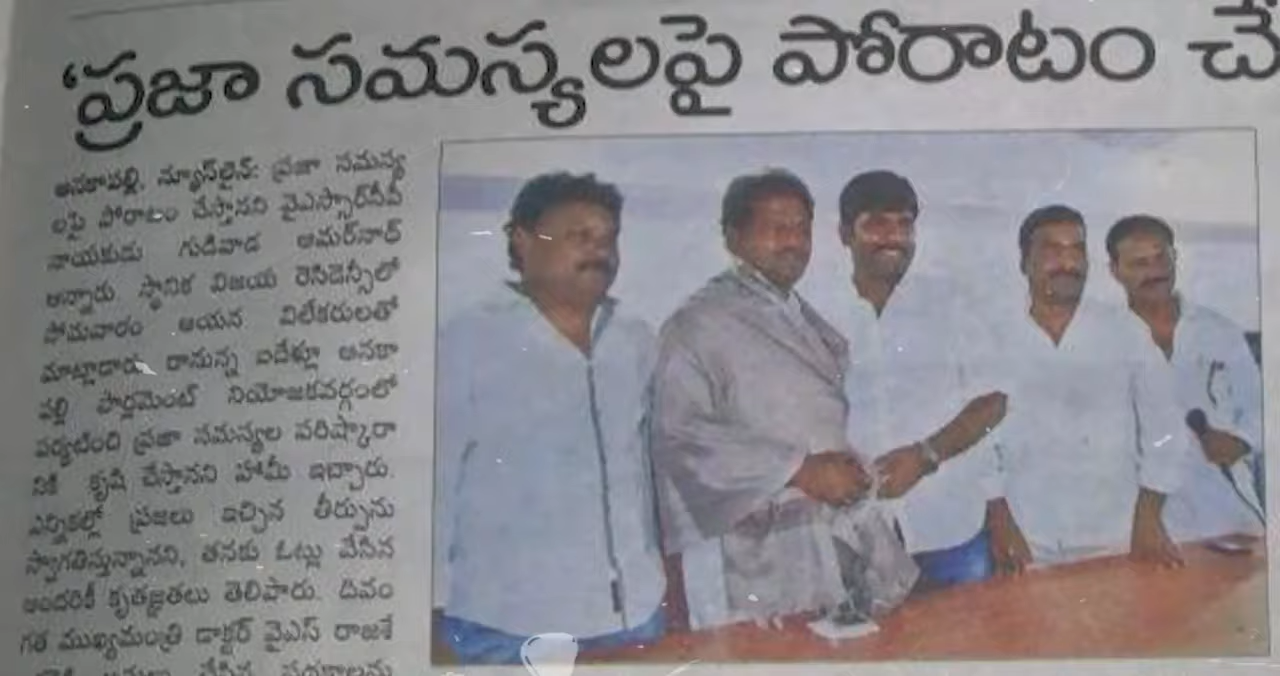 ‘ప్రజా సమస్యలపై పోరాటం చే
అనకాపల్లి, న్యూస్‌లైన్: ప్రజా సమస్య
లపై పోరాటం చేస్తానని వైఎస్సార్‌సీపీ
నాయకుడు గుడివాడ అమర్‌నాథ్
అన్నారు. స్థానిక విజయ రెసిడెన్సీలో
సోమవారం ఆయన విలేకరులతో
మాట్లాడారు. రానున్న ఐదేళ్లూ అనకా
పల్లి పార్లమెంట్ నియోజకవర్గంలో
పర్యటించి ప్రజా సమస్యల పరిష్కారా
నికి కృషి చేస్తానని హామీ ఇచ్చారు.
ఎన్నికల్లో ప్రజలు ఇచ్చిన తీర్పును
స్వాగతిస్తున్నానని, తనకు ఓట్లు వేసిన
అందరికీ కృతజ్ఞతలు తెలిపారు. దివం
గత ముఖ్యమంత్రి డాక్టర్ వైఎస్ రాజశే